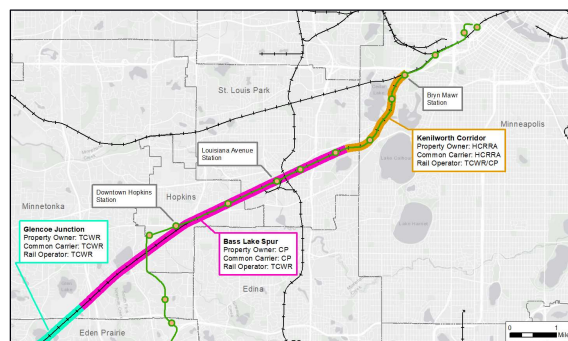 St. Louis Park
Bryn Mawr
Station
Minneapolis
Kenilworth Corridor
Property Owner: HCRRA
Common Carrier: HCRRA
Rail Operator: TCWR/CP
Louisiana Avenue
Station
Downtown Hopkins
Station
Hopkins
Minnetonka
Glencoe Junction
Property Owner: TCWR
Common Carrier: TCWR
Rail Operator: TCWR
Bass Lake Spur
Property Owner: CP
Common Carrier: CP
Rail Operator: TCWR
Edina
Eden Prairie
0 1
Mile